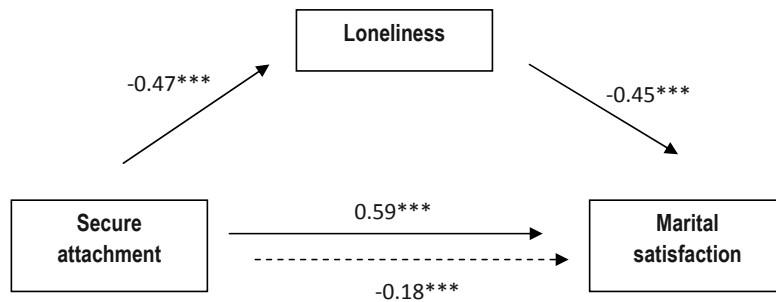 Loneliness
-0.47***
-0.45***
Secure
attachment
0.59***
Marital
satisfaction
-0.18***